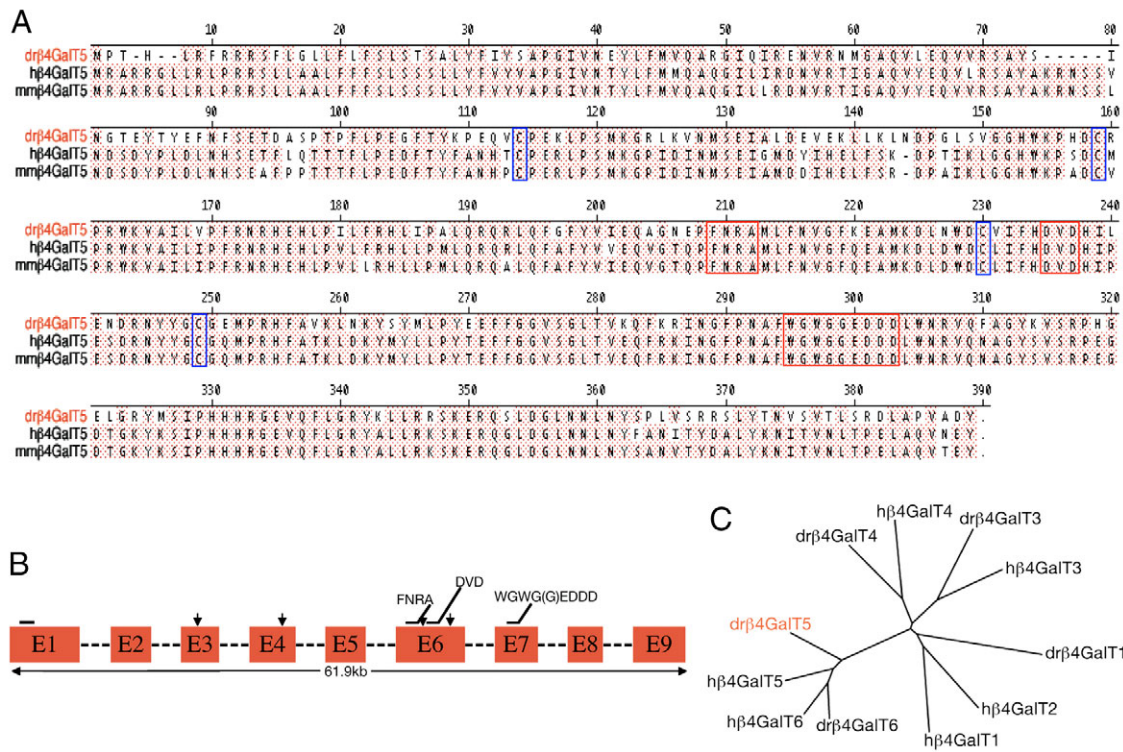 A
10 20 30 40 50 60 70 80
drβ4GalT5 MPT-H--LRFRRRSFLGLLFLFSLSTSALYFIYSAPGIVNEYLFMVQARGIQIRENVRNMGAQVLEQVVRSAYS-----I
hβ4GalT5 MRARRGLLRLPRRSLLAALFFFSLSSSLLYFVYVAPGIVNTYLFMMQAQGILIRDNVRTIGAQVYEQVLRSAYAKRNSSV
mmβ4GalT5 MRARRGLLRLPRRSLLAALFFFSLSSSLLYFVYVAPGIVNTYLFMVQAQGILLRDNVRTIGAQVYEQVVRSAYAKRNSSV
90 100 110 120 130 140 150 160
drβ4GalT5 NGTEYTYEFNFSETDASPTPFLPEGFTYKPEQVCPEKLPSMKGRLKVNMSEIALDEVEKLLKLNDPGLSVGGHWKPHDCR
hβ4GalT5 NDSDYPLDLNHSETFLQTTTFLPEDFTYFANHTCPERLPSMKGPIDINMSEIGMDYIHELFSK-DPTIKLGGHWKPSDCM
mmβ4GalT5 NDSDYPLDLNHSEAFPPTTTFLPEDFTYFANHPCPERLPSMKGPIDINMSEIAMDDIHELFSR-DPAIKLGGHWKPADCV
170 180 190 200 210 220 230 240
drβ4GalT5 PRWKVAILVPFRNRHEHLPILFRHLIPALQRQRLQFGFYVIEQAGNEPFNRAMLFNVGFKEAMKDLNWDCVIFHDVDHIL
hβ4GalT5 PRWKVAILIPFRNRHEHLPVLFRHLLPMLQRQRLQFAFYVVEQVGTQPFNRAMLFNVGFQEAMKDLDWDCLIFHDVDHIP
mmβ4GalT5 PRWKVAILIPFRNRHEHLPVLLRHLLPMLQRQALQFAFYVIEQVGTQPFNRAMLFNVGFQEAMKDLDWDCLIFHDVDHIP
250 260 270 280 290 300 310 320
drβ4GalT5 ENDRNYYGCGEMPRHFAVKLNKYSYMLPYEEFFGGVSGLTVKQFKRINGFPNAFWGWGGEDDDLWNRVQFAGYKVSRPHG
hβ4GalT5 ESDRNYYGCGQMPRHFATKLDKYMYLLPYTEFFGGVSGLTVEQFRKINGFPNAFWGWGGEDDDLWNRVQNAGYSVSRPEG
mmβ4GalT5 ESDRNYYGCGQMPRHFATKLDKYMYLLPYTEFFGGVSGLTVEQFRKINGFPNAFWGWGGEDDDLWNRVQNAGYSVSRPEG
330 340 350 360 370 380 390
drβ4GalT5 ELGRYMSIPHHHRGEVQFLGRYKLLRRSKERQSLDGLNNLNYSPLVSRRSLYTNVSVTLSRDLAPVADY.
hβ4GalT5 DTGKYKSIPHHHRGEVQFLGRYALLRKSKERQGLDGLNNLNYFANITYDALYKNITVNLTPELAQVNEY.
mmβ4GalT5 DTGKYKSIPHHHRGEVQFLGRYALLRKSKERQGLDGLNNLNYSANVTYDALYKNITVNLTPELAQVTEY.
B
FNRA DVD WGWG(G)EDDD
E1 E2 E3 E4 E5 E6 E7 E8 E9
61.9kb
C
hβ4GalT4
drβ4GalT3
drβ4GalT4
hβ4GalT3
drβ4GalT5
drβ4GalT1
hβ4GalT5
hβ4GalT2
hβ4GalT6
drβ4GalT6
hβ4GalT1